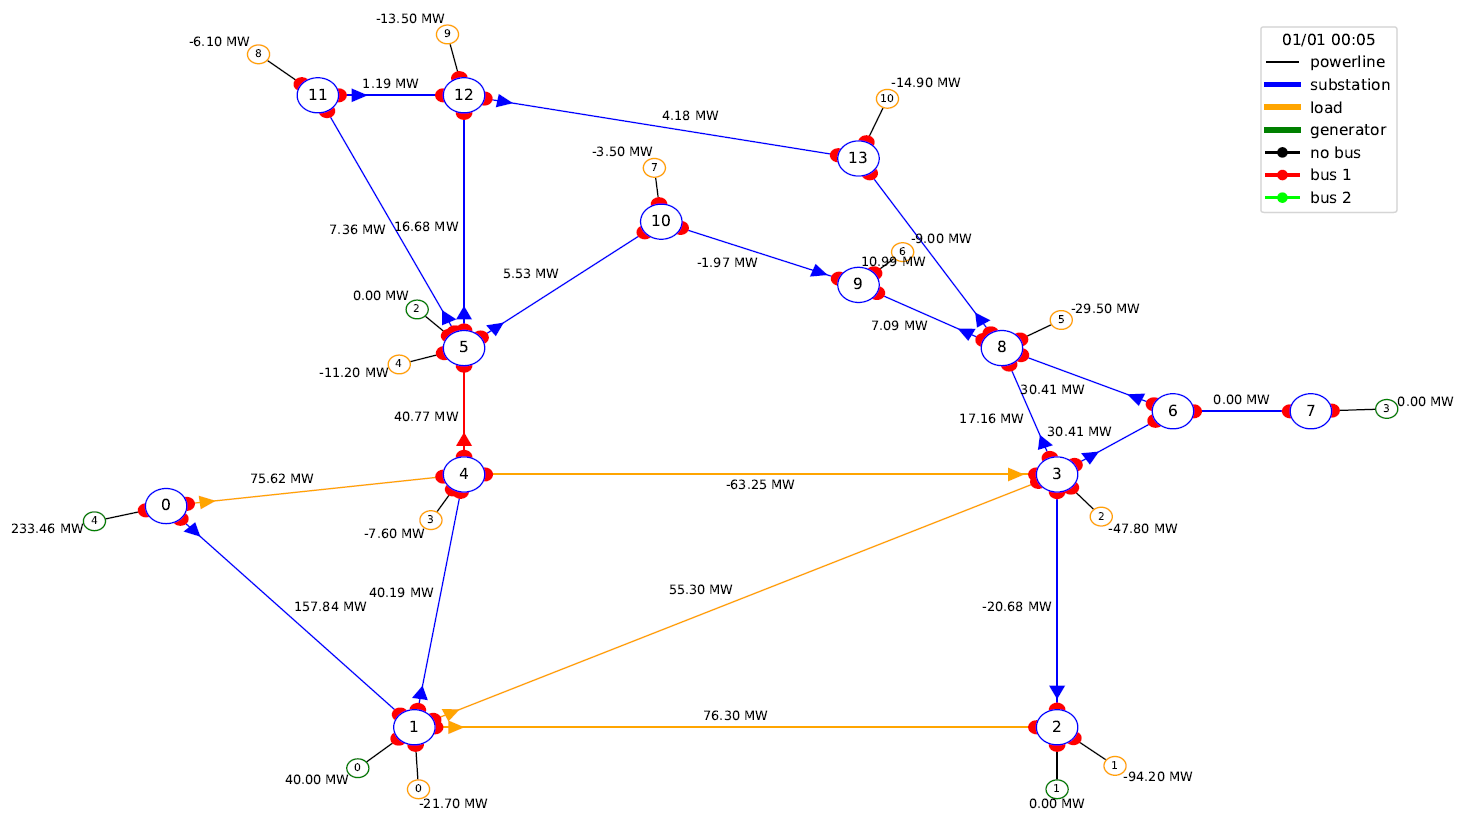 -13.50 MW
9
-6.10 MW
8
01/01 00:05
powerline
substation
load
generator
no bus
bus 1
bus 2
11
1.19 MW
12
-14.90 MW
10
4.18 MW
13
-3.50 MW
7
10
7.36 MW
16.68 MW
-9.00 MW
6
10.99 MW
-1.97 MW
5.53 MW
9
0.00 MW
2
7.09 MW
-29.50 MW
5
5
8
4
-11.20 MW
30.41 MW
0.00 MW
6
7
3
0.00 MW
40.77 MW
17.16 MW
30.41 MW
4
3
75.62 MW
-63.25 MW
0
4
233.46 MW
3
-7.60 MW
2
-47.80 MW
40.19 MW
55.30 MW
157.84 MW
-20.68 MW
1
76.30 MW
2
0
40.00 MW
0
-21.70 MW
1
-94.20 MW
1
0.00 MW